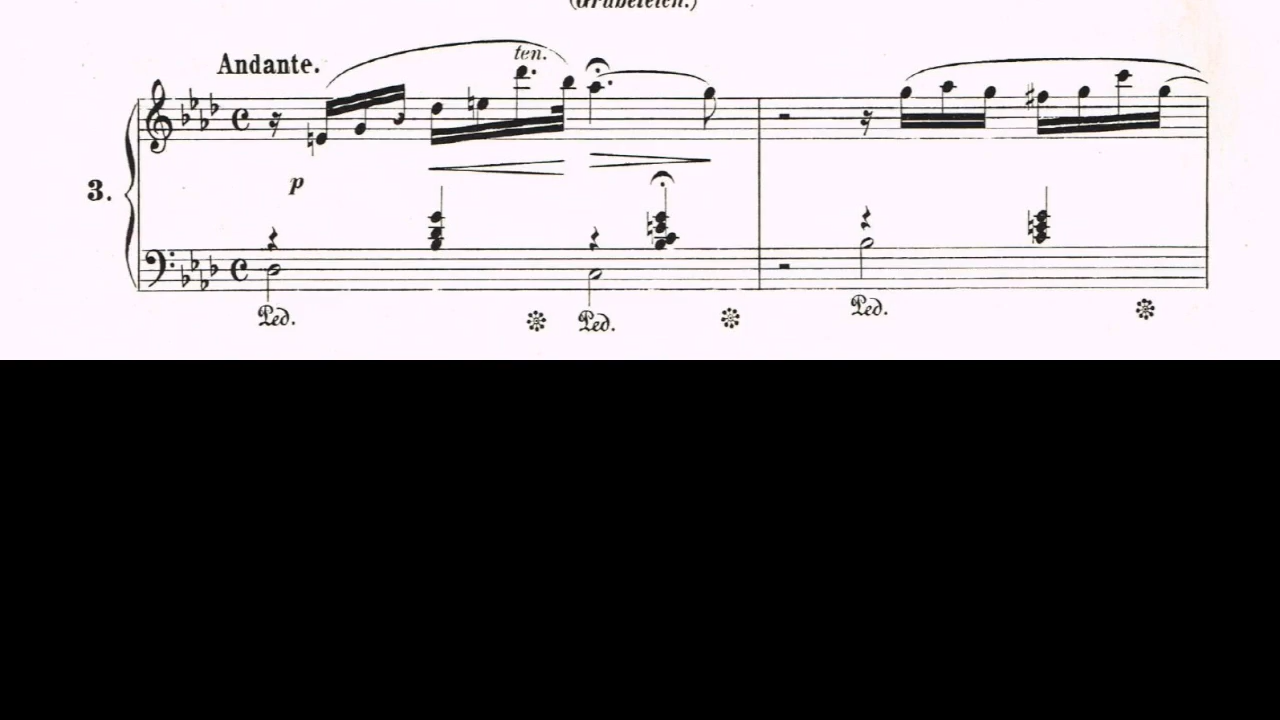 (Grübeleien.)
Andante.
ten.
p
3.
Ped. Ped. Ped.